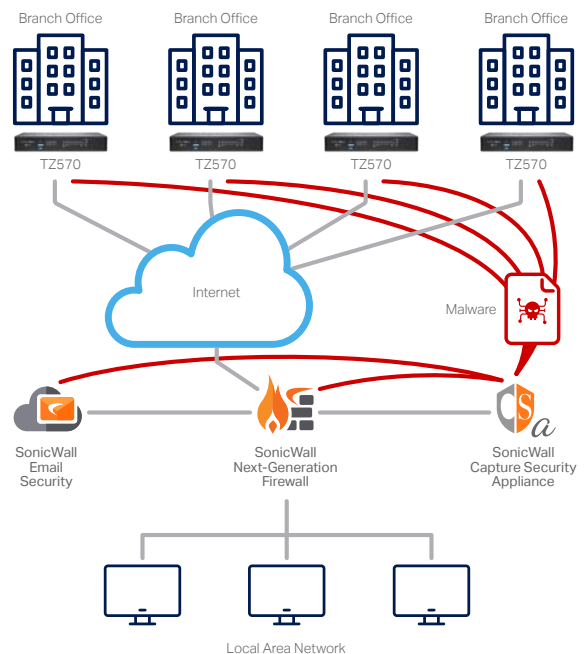 Branch Office
Branch Office
Branch Office
Branch Office
TZ570
TZ570
TZ570
TZ570
Internet
Malware
CS
a
SonicWall
Email
Security
SonicWall
Next-Generation
Firewall
SonicWall
Capture Security
Appliance
Local Area Network